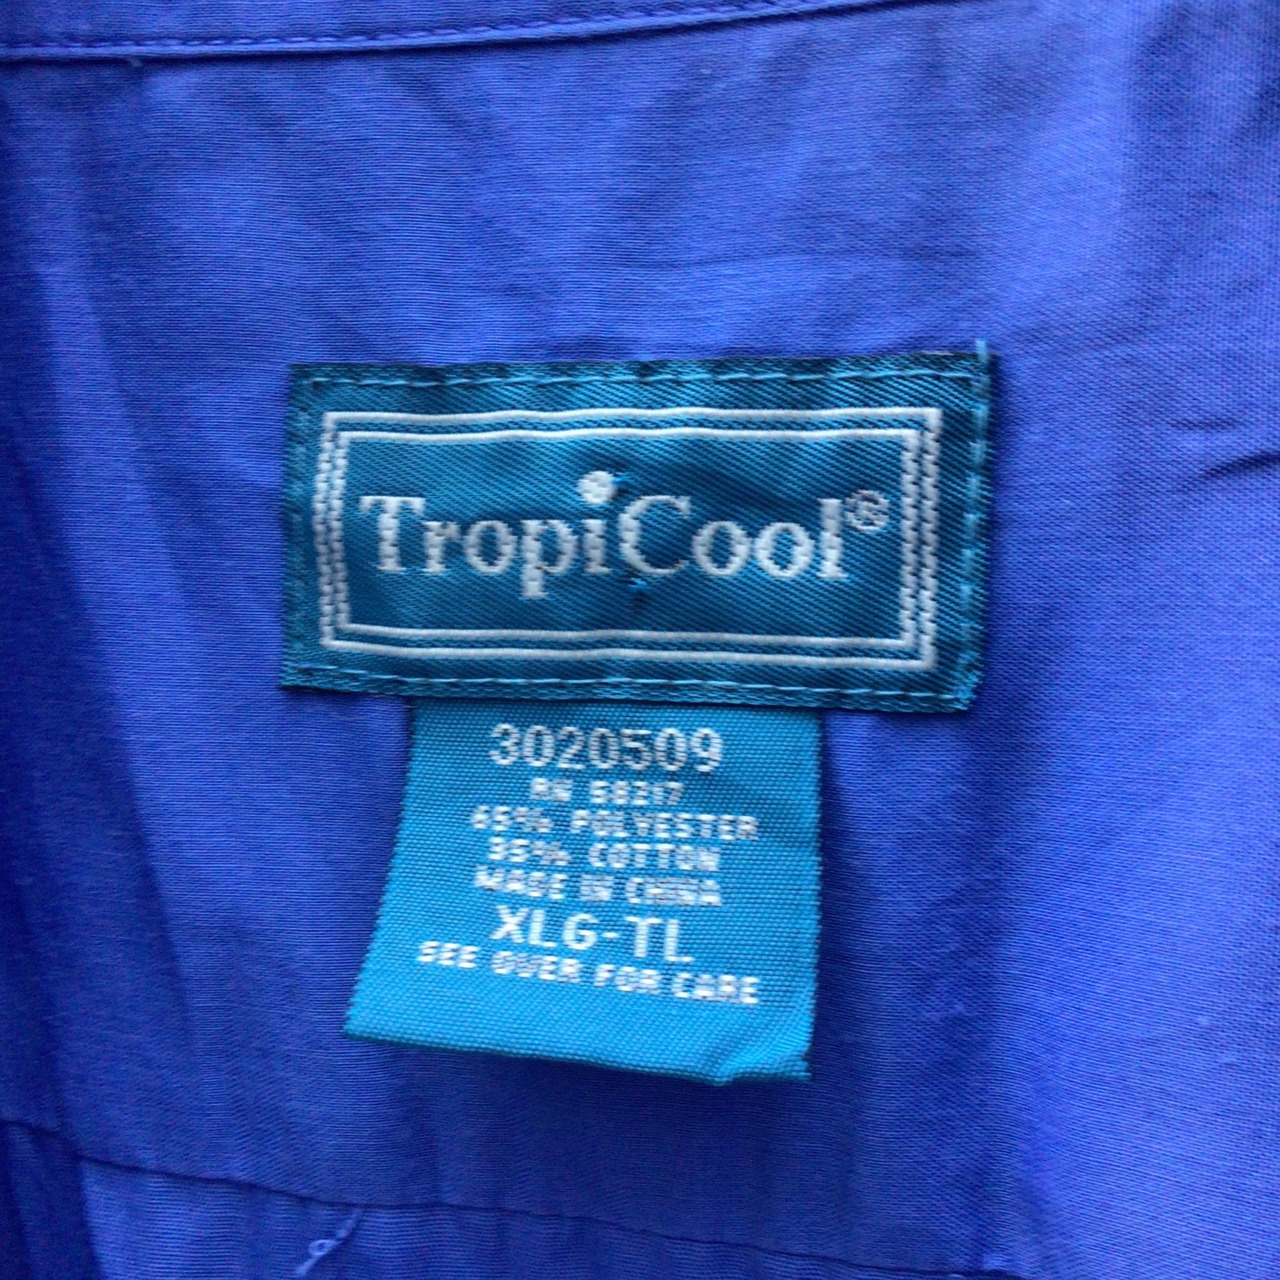 TropiCool®
3020509
RN 58217
65% POLYESTER
35% COTTON
MADE IN CHINA
XLG-TL
SEE OVER FOR CARE